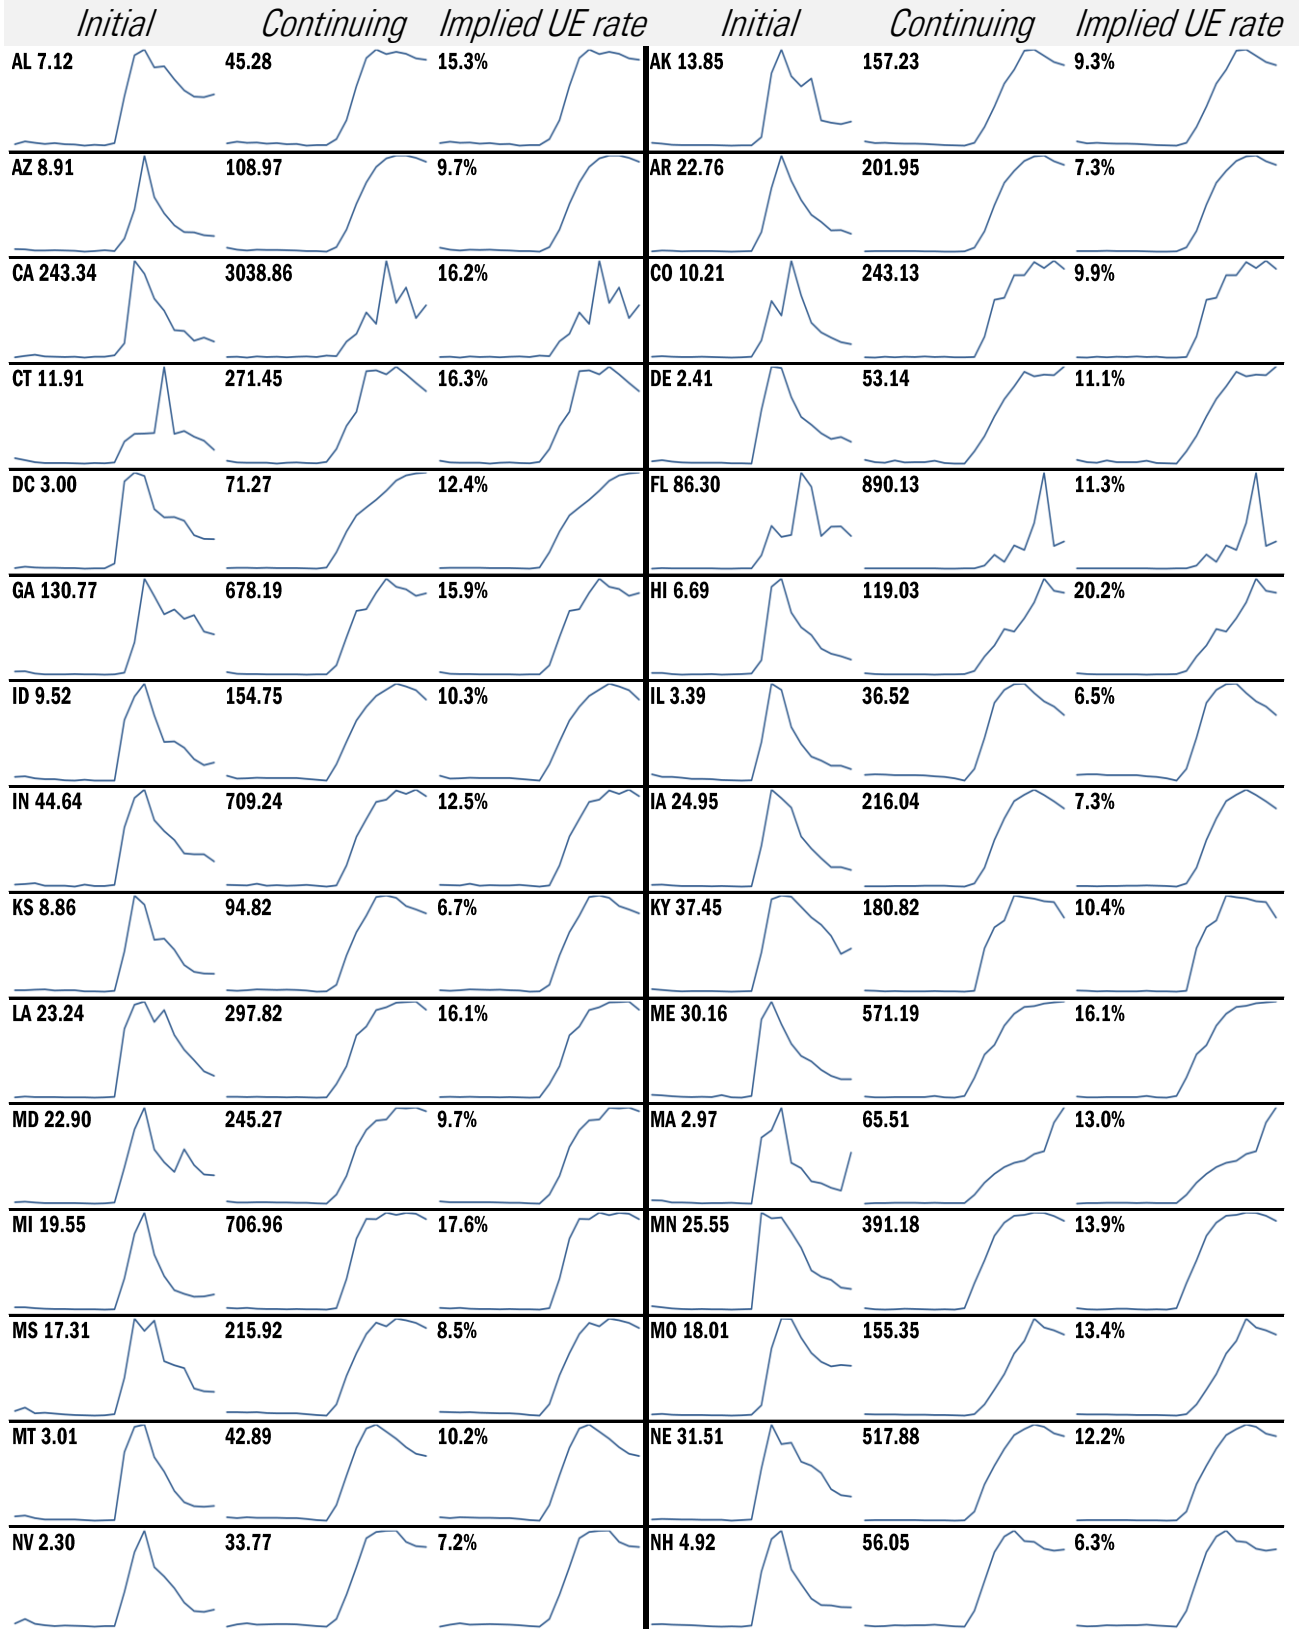 Initial Continuing Implied UE rate Initial Continuing Implied UE rate
AL 7.12 45.28 15.3% AK 13.85 157.23 9.3%
AZ 8.91 108.97 9.7% AR 22.76 201.95 7.3%
CA 243.34 3038.86 16.2% CO 10.21 243.13 9.9%
CT 11.91 271.45 16.3% DE 2.41 53.14 11.1%
DC 3.00 71.27 12.4% FL 86.30 890.13 11.3%
GA 130.77 678.19 15.9% HI 6.69 119.03 20.2%
ID 9.52 154.75 10.3% IL 3.39 36.52 6.5%
IN 44.64 709.24 12.5% IA 24.95 216.04 7.3%
KS 8.86 94.82 6.7% KY 37.45 180.82 10.4%
LA 23.24 297.82 16.1% ME 30.16 571.19 16.1%
MD 22.90 245.27 9.7% MA 2.97 65.51 13.0%
MI 19.55 706.96 17.6% MN 25.55 391.18 13.9%
MS 17.31 215.92 8.5% MO 18.01 155.35 13.4%
MT 3.01 42.89 10.2% NE 31.51 517.88 12.2%
NV 2.30 33.77 7.2% NH 4.92 56.05 6.3%